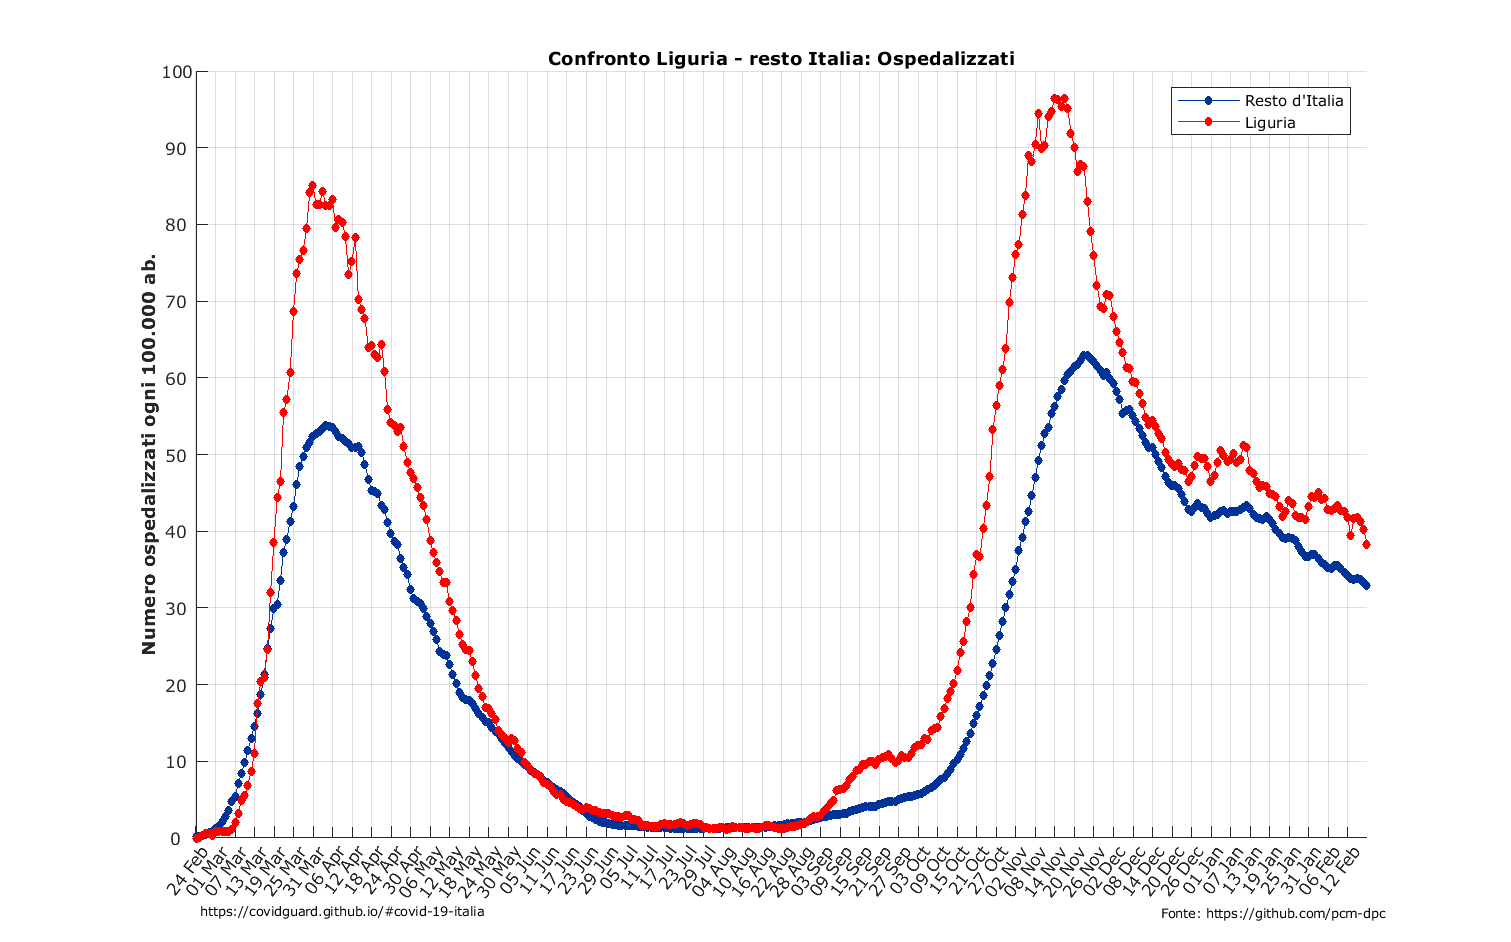 Confronto Liguria - resto Italia: Ospedalizzati
Numero ospedalizzati ogni 100.000 ab.
100
90
80
70
60
50
40
30
20
10
0
Resto d'Italia
Liguria
24 Feb
01 Mar
07 Mar
13 Mar
19 Mar
25 Mar
31 Mar
06 Apr
12 Apr
18 Apr
24 Apr
30 Apr
06 May
12 May
18 May
24 May
30 May
05 Jun
11 Jun
17 Jun
23 Jun
29 Jun
05 Jul
11 Jul
17 Jul
23 Jul
29 Jul
04 Aug
10 Aug
16 Aug
22 Aug
28 Aug
03 Sep
09 Sep
15 Sep
21 Sep
27 Sep
03 Oct
09 Oct
15 Oct
21 Oct
27 Oct
02 Nov
08 Nov
14 Nov
20 Nov
26 Nov
02 Dec
08 Dec
14 Dec
20 Dec
26 Dec
01 Jan
07 Jan
13 Jan
19 Jan
25 Jan
31 Jan
06 Feb
12 Feb
https://covidguard.github.io/#covid-19-italia
Fonte: https://github.com/pcm-dpc